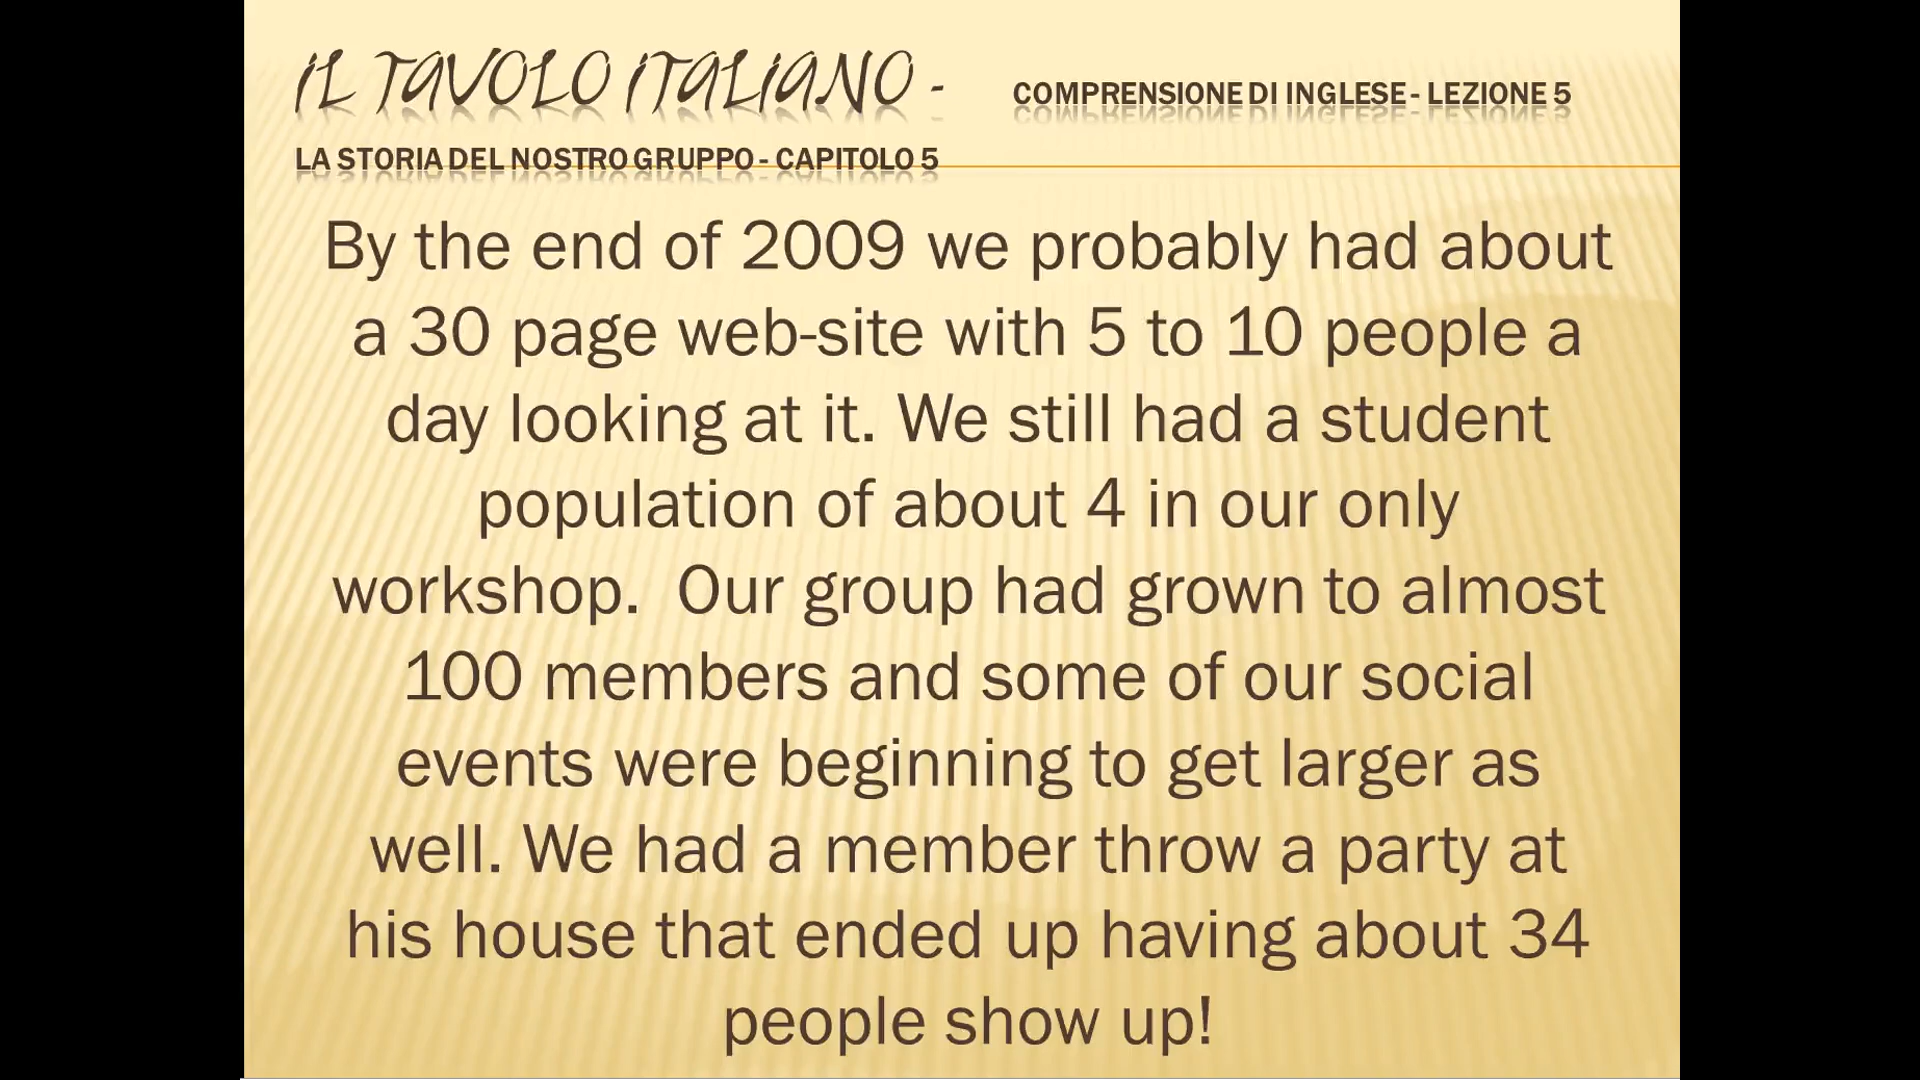 IL TAVOLO ITALIANO - COMPRENSIONE DI INGLESE - LEZIONE 5
LA STORIA DEL NOSTRO GRUPPO - CAPITOLO 5
By the end of 2009 we probably had about
a 30 page web-site with 5 to 10 people a
day looking at it. We still had a student
population of about 4 in our only
workshop. Our group had grown to almost
100 members and some of our social
events were beginning to get larger as
well. We had a member throw a party at
his house that ended up having about 34
people show up!